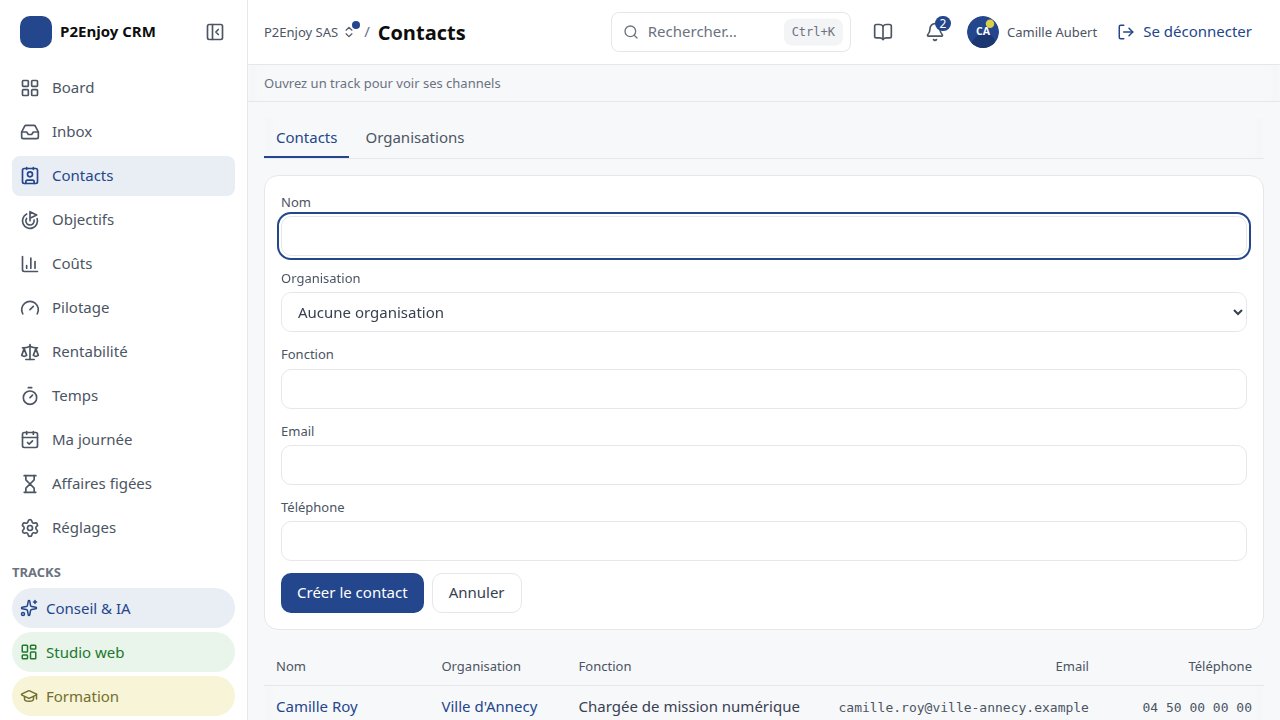 P2Enjoy CRM
Board
Inbox
Contacts
Objectifs
Coûts
Pilotage
Rentabilité
Temps
Ma journée
Affaires figées
Réglages
TRACKS
Conseil & IA
Studio web
Formation
P2Enjoy SAS / Contacts
Rechercher... Ctrl+K
2
CA Camille Aubert
Se déconnecter
Ouvrez un track pour voir ses channels
Contacts Organisations
Nom
Organisation
Aucune organisation
Fonction
Email
Téléphone
Créer le contact Annuler
Nom Organisation Fonction Email Téléphone
Camille Roy Ville d'Annecy Chargée de mission numérique camille.roy@ville-annecy.example 04 50 00 00 00